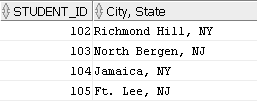 STUDENT_ID City, State
102 Richmond Hill, NY
103 North Bergen, NJ
104 Jamaica, NY
105 Ft. Lee, NJ